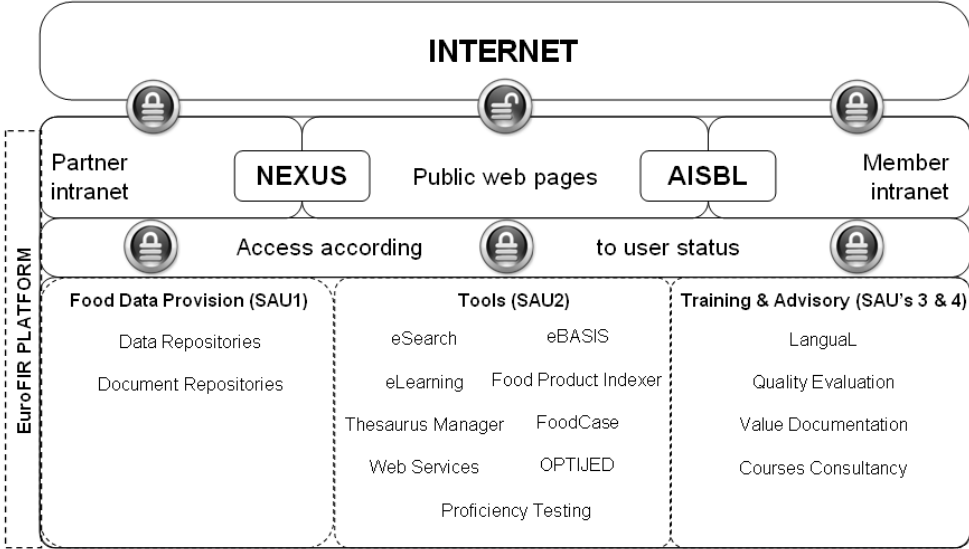 INTERNET
Partner
intranet
NEXUS
Public web pages
AISBL
Member
intranet
Access according
to user status
EuroFIR PLATFORM
Food Data Provision (SAU1)
Data Repositories
Document Repositories
Tools (SAU2)
eSearch
eBASIS
eLearning
Food Product Indexer
Thesaurus Manager
FoodCase
Web Services
OPTIJED
Proficiency Testing
Training & Advisory (SAU's 3 & 4)
LanguaL
Quality Evaluation
Value Documentation
Courses Consultancy